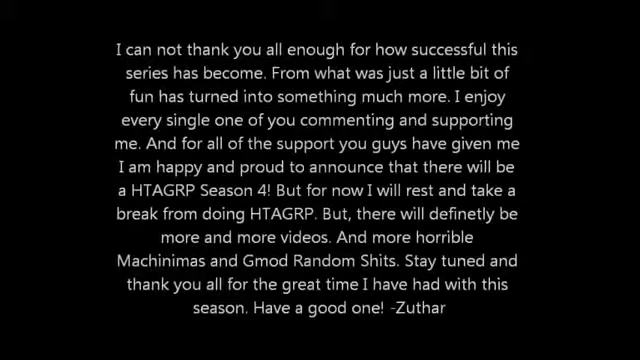 I can not thank you all enough for how successful this
series has become. From what was just a little bit of
fun has turned into something much more. I enjoy
every single one of you commenting and supporting
me. And for all of the support you guys have given me
I am happy and proud to announce that there will be
a HTAGRP Season 4! But for now I will rest and take a
break from doing HTAGRP. But, there will definetly be
more and more videos. And more horrible
Machinimas and Gmod Random Shits. Stay tuned and
thank you all for the great time I have had with this
season. Have a good one! -Zuthar